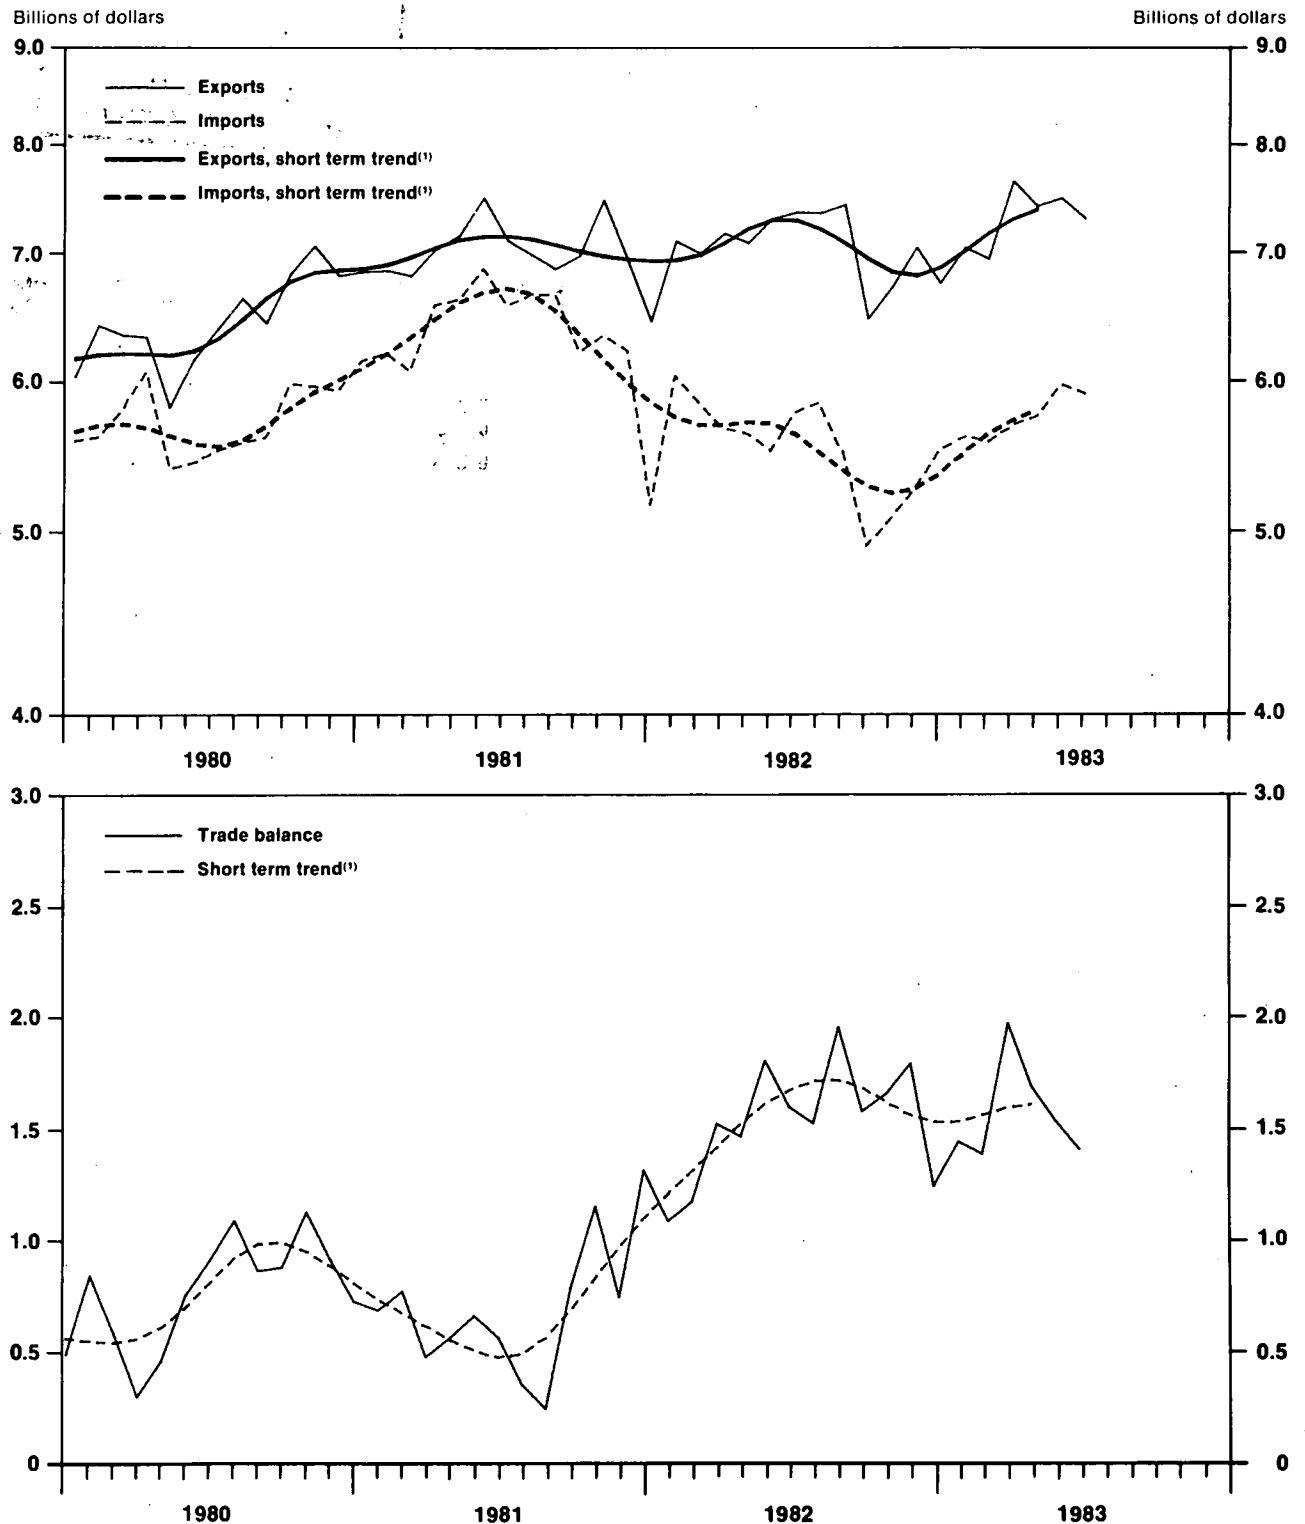 Billions of dollars Billions of dollars
9.0 9.0
Exports
Imports
8.0 8.0
Exports, short term trend(1)
Imports, short term trend(1)
7.0 7.0
6.0 6.0
5.0 5.0
4.0 4.0
1980 1981 1982 1983
3.0 3.0
Trade balance
Short term trend(1)
2.5 2.5
2.0 2.0
1.5 1.5
1.0 1.0
0.5 0.5
0 0
1980 1981 1982 1983